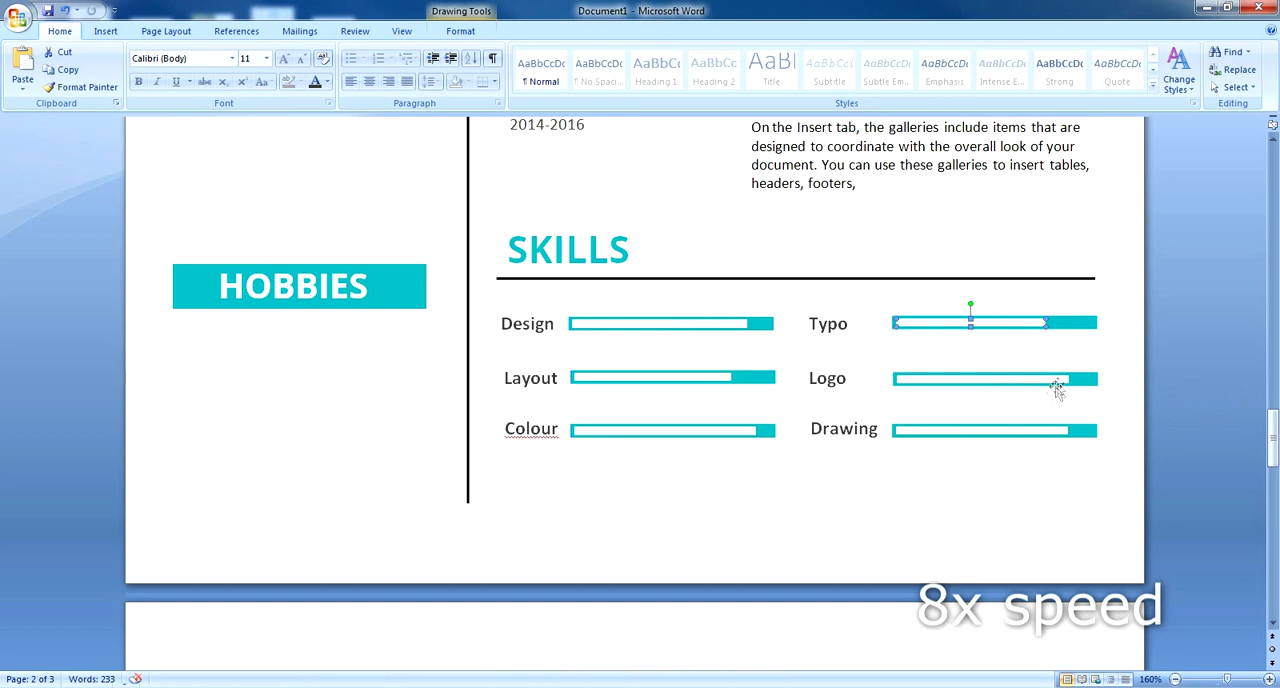 Drawing Tools
Document1 - Microsoft Word
Home Insert Page Layout References Mailings Review View Format
Paste
Cut
Copy
Format Painter
Clipboard
Calibri (Body) 11
Font
Paragraph
AaBbCcDc AaBbCcDc AaBbCc AaBbCc AaBl AaBbCcl AaBbCcDc AaBbCcDc AaBbCcDc AaBbCcDc AaBbCcDc
¶ Normal ¶ No Spaci... Heading 1 Heading 2 Title Subtitle Subtle Em... Emphasis Intense E... Strong Quote
Change Styles
Styles
Find
Replace
Select
Editing
2014-2016
On the Insert tab, the galleries include items that are
designed to coordinate with the overall look of your
document. You can use these galleries to insert tables,
headers, footers,
SKILLS
HOBBIES
Design
Typo
Layout
Logo
Colour
Drawing
8x speed
Page: 2 of 3 Words: 233
160%